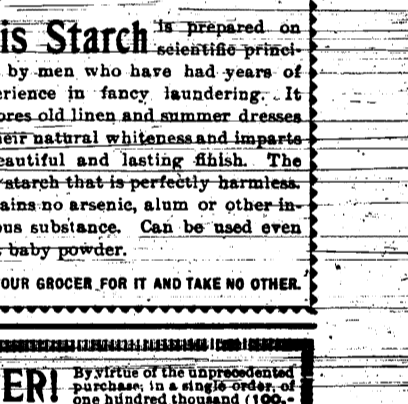 is Starch is prepared on
scientific princi-
by men who have had years of
erience in fancy laundering. It
ores old linen and summer dresses
heir natural whiteness and imparts
eautiful and lasting finish. The
starch that is perfectly harmless.
ains no arsenic, alum or other in-
ous substance. Can be used even
baby powder.
OUR GROCER FOR IT AND TAKE NO OTHER.
ER! By virtue of the unprecedented
purchase, in a single order, of
one hundred thousand (100,-